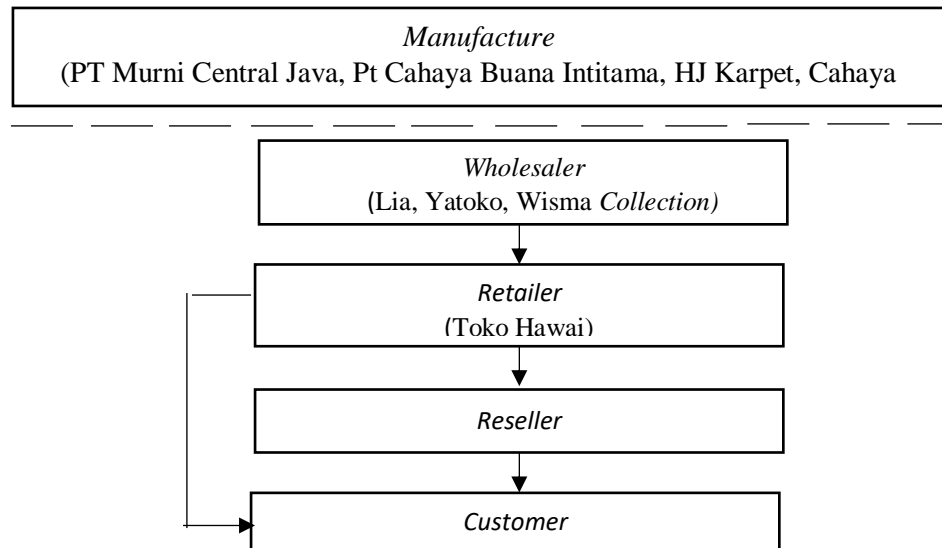 Manufacture
(PT Murni Central Java, Pt Cahaya Buana Intitama, HJ Karpet, Cahaya
Wholesaler
(Lia, Yatoko, Wisma Collection)
Retailer
(Toko Hawai)
Reseller
Customer